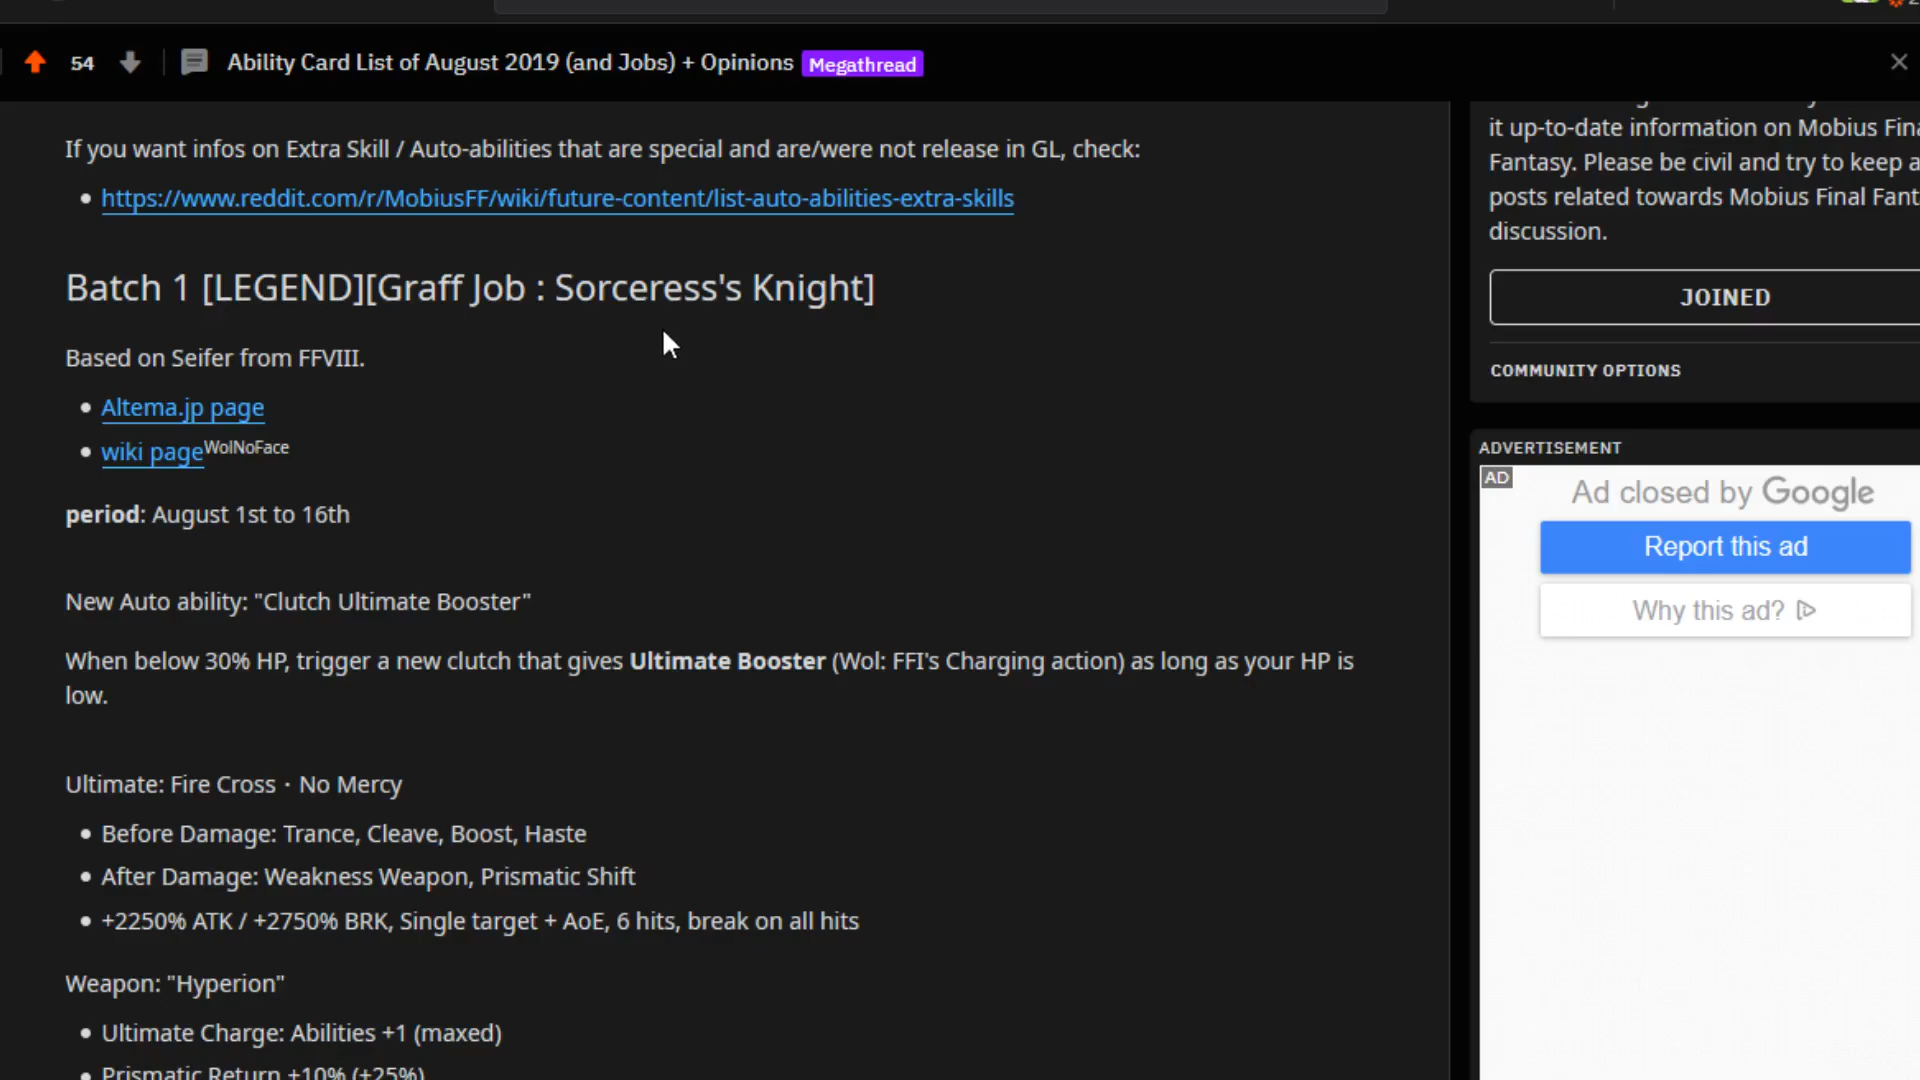 54 Ability Card List of August 2019 (and Jobs) + Opinions Megathread
If you want infos on Extra Skill / Auto-abilities that are special and are/were not release in GL, check:
https://www.reddit.com/r/MobiusFF/wiki/future-content/list-auto-abilities-extra-skills
Batch 1 [LEGEND][Graff Job : Sorceress's Knight]
Based on Seifer from FFVIII.
Altema.jp page
wiki pageWolNoFace
period: August 1st to 16th
New Auto ability: "Clutch Ultimate Booster"
When below 30% HP, trigger a new clutch that gives Ultimate Booster (Wol: FFI's Charging action) as long as your HP is
low.
Ultimate: Fire Cross・No Mercy
Before Damage: Trance, Cleave, Boost, Haste
After Damage: Weakness Weapon, Prismatic Shift
+2250% ATK / +2750% BRK, Single target + AoE, 6 hits, break on all hits
Weapon: "Hyperion"
Ultimate Charge: Abilities +1 (maxed)
Prismatic Return +10% (+25%)
it up-to-date information on Mobius Fina
Fantasy. Please be civil and try to keep a
posts related towards Mobius Final Fant
discussion.
JOINED
COMMUNITY OPTIONS
ADVERTISEMENT
AD
Ad closed by Google
Report this ad
Why this ad?